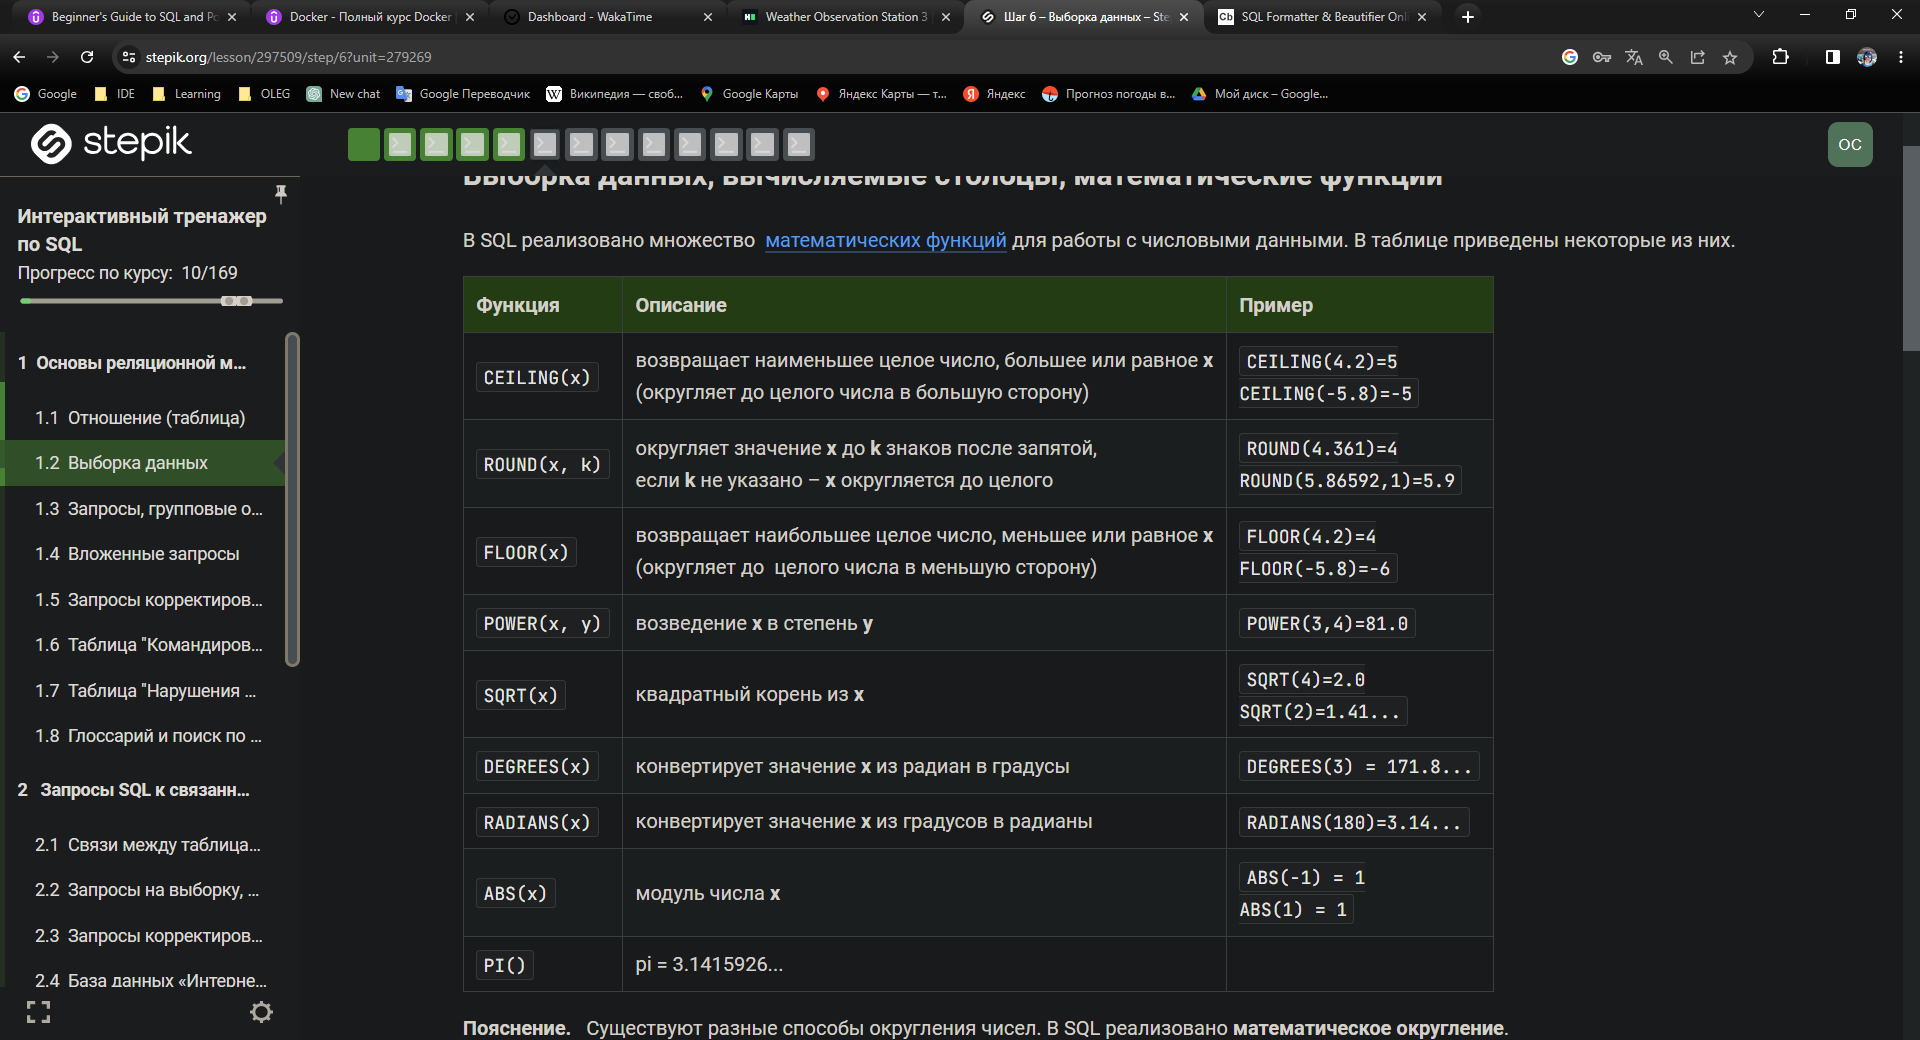 Beginner's Guide to SQL and Po
Docker - Полный курс Docker
Dashboard - WakaTime
Weather Observation Station 3
Шаг 6 – Выборка данных – Ste
Cb SQL Formatter & Beautifier Onl
stepik.org/lesson/297509/step/6?unit=279269
Google
IDE
Learning
OLEG
New chat
Google Переводчик
W Википедия — своб...
Google Карты
Яндекс Карты — т...
Я Яндекс
Прогноз погоды в...
Мой диск – Google...
stepik
ОС
Интерактивный тренажер
по SQL
Прогресс по курсу: 10/169
1 Основы реляционной м...
1.1 Отношение (таблица)
1.2 Выборка данных
1.3 Запросы, групповые о...
1.4 Вложенные запросы
1.5 Запросы корректиров...
1.6 Таблица "Командиров...
1.7 Таблица "Нарушения ...
1.8 Глоссарий и поиск по ...
2 Запросы SQL к связанн...
2.1 Связи между таблица...
2.2 Запросы на выборку, ...
2.3 Запросы корректиров...
2.4 База данных «Интерне...
Выборка данных, вычисляемые столбцы, математические функции
В SQL реализовано множество математических функций для работы с числовыми данными. В таблице приведены некоторые из них.
Функция Описание Пример
CEILING(x)
возвращает наименьшее целое число, большее или равное x
(округляет до целого числа в большую сторону)
CEILING(4.2)=5
CEILING(-5.8)=-5
ROUND(x, k)
округляет значение x до k знаков после запятой,
если k не указано – x округляется до целого
ROUND(4.361)=4
ROUND(5.86592,1)=5.9
FLOOR(x)
возвращает наибольшее целое число, меньшее или равное x
(округляет до целого числа в меньшую сторону)
FLOOR(4.2)=4
FLOOR(-5.8)=-6
POWER(x, y) возведение x в степень y POWER(3,4)=81.0
SQRT(x)
квадратный корень из x
SQRT(4)=2.0
SQRT(2)=1.41...
DEGREES(x) конвертирует значение x из радиан в градусы DEGREES(3) = 171.8...
RADIANS(x) конвертирует значение x из градусов в радианы RADIANS(180)=3.14...
ABS(x)
модуль числа x
ABS(-1) = 1
ABS(1) = 1
PI() pi = 3.1415926...
Пояснение. Существуют разные способы округления чисел. В SQL реализовано математическое округление.